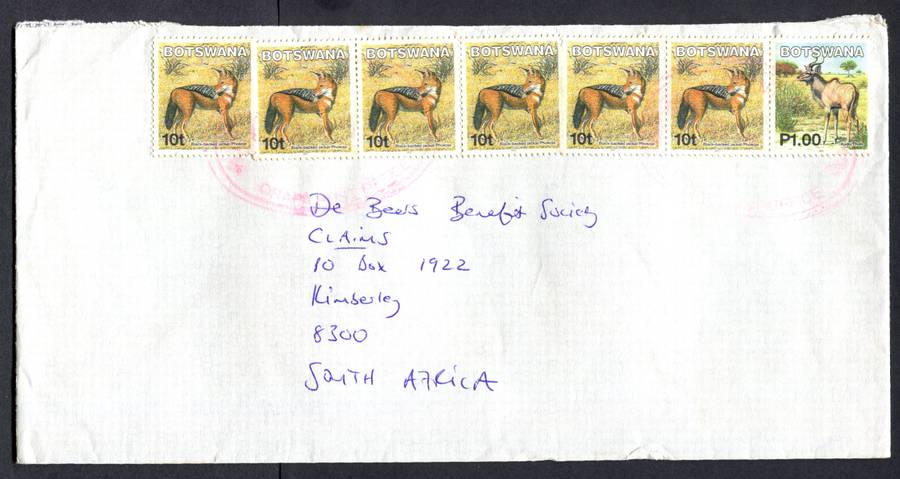 BOTSWANA BOTSWANA BOTSWANA BOTSWANA BOTSWANA BOTSWANA BOTSWANA
10t 10t 10t 10t 10t 10t P1.00
De Beers Benefit Society
CLAIMS
PO Box 1922
Kimberley
8300
SOUTH AFRICA